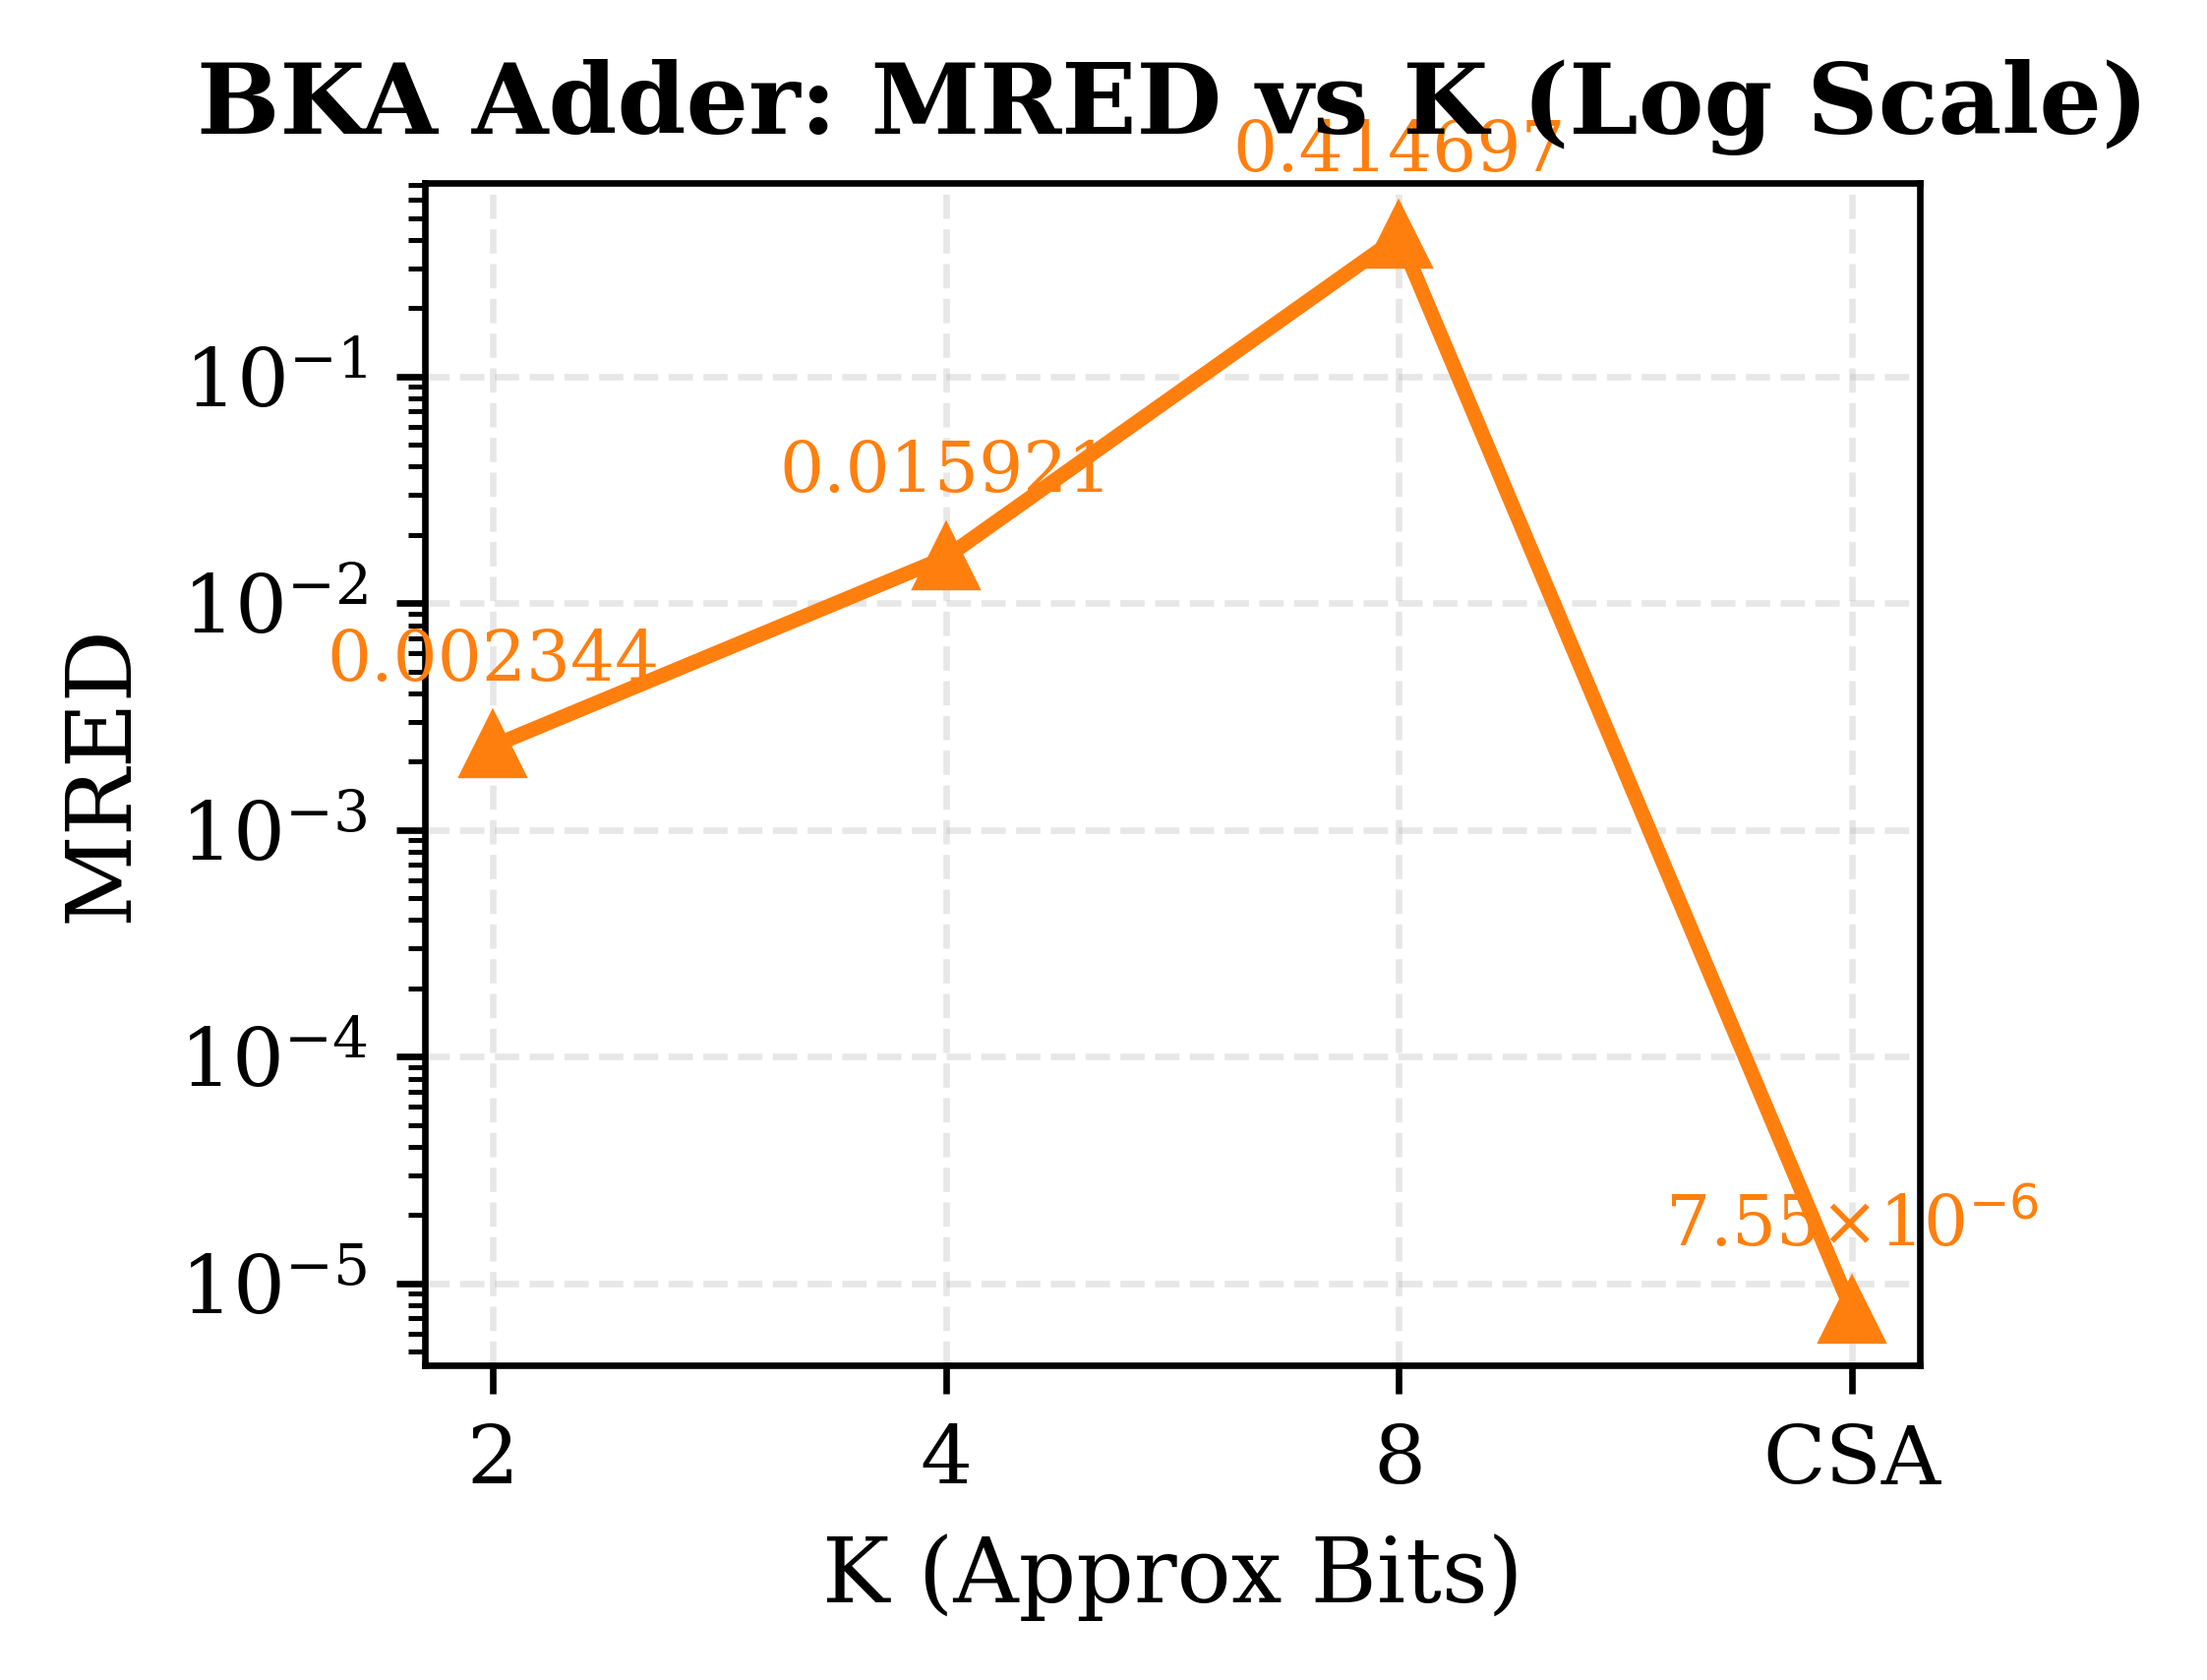 BKA Adder: MRED vs K (Log Scale)
0.414697
10⁻¹
0.015921
10⁻²
0.002344
MRED
10⁻³
10⁻⁴
7.55×10⁻⁶
10⁻⁵
2 4 8 CSA
K (Approx Bits)